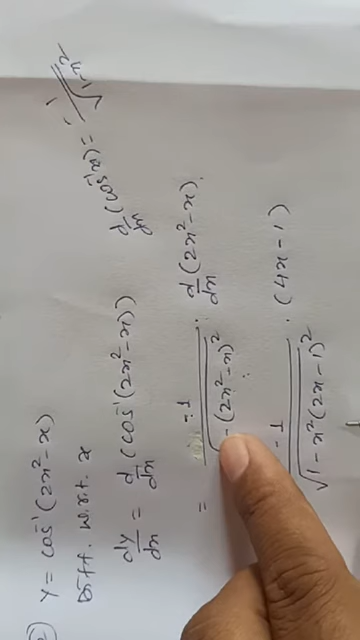 y = cos⁻¹(2x² - x)
Diff. w.r.t. x
dy/dx = d/dx (cos⁻¹(2x² - x))
d/dx (cos⁻¹x) = -1/√(1-x²)
= -1/√( - (2x² - x)²) . d/dx (2x² - x)
-1/√(1 - x²(2x - 1)²) . (4x - 1)